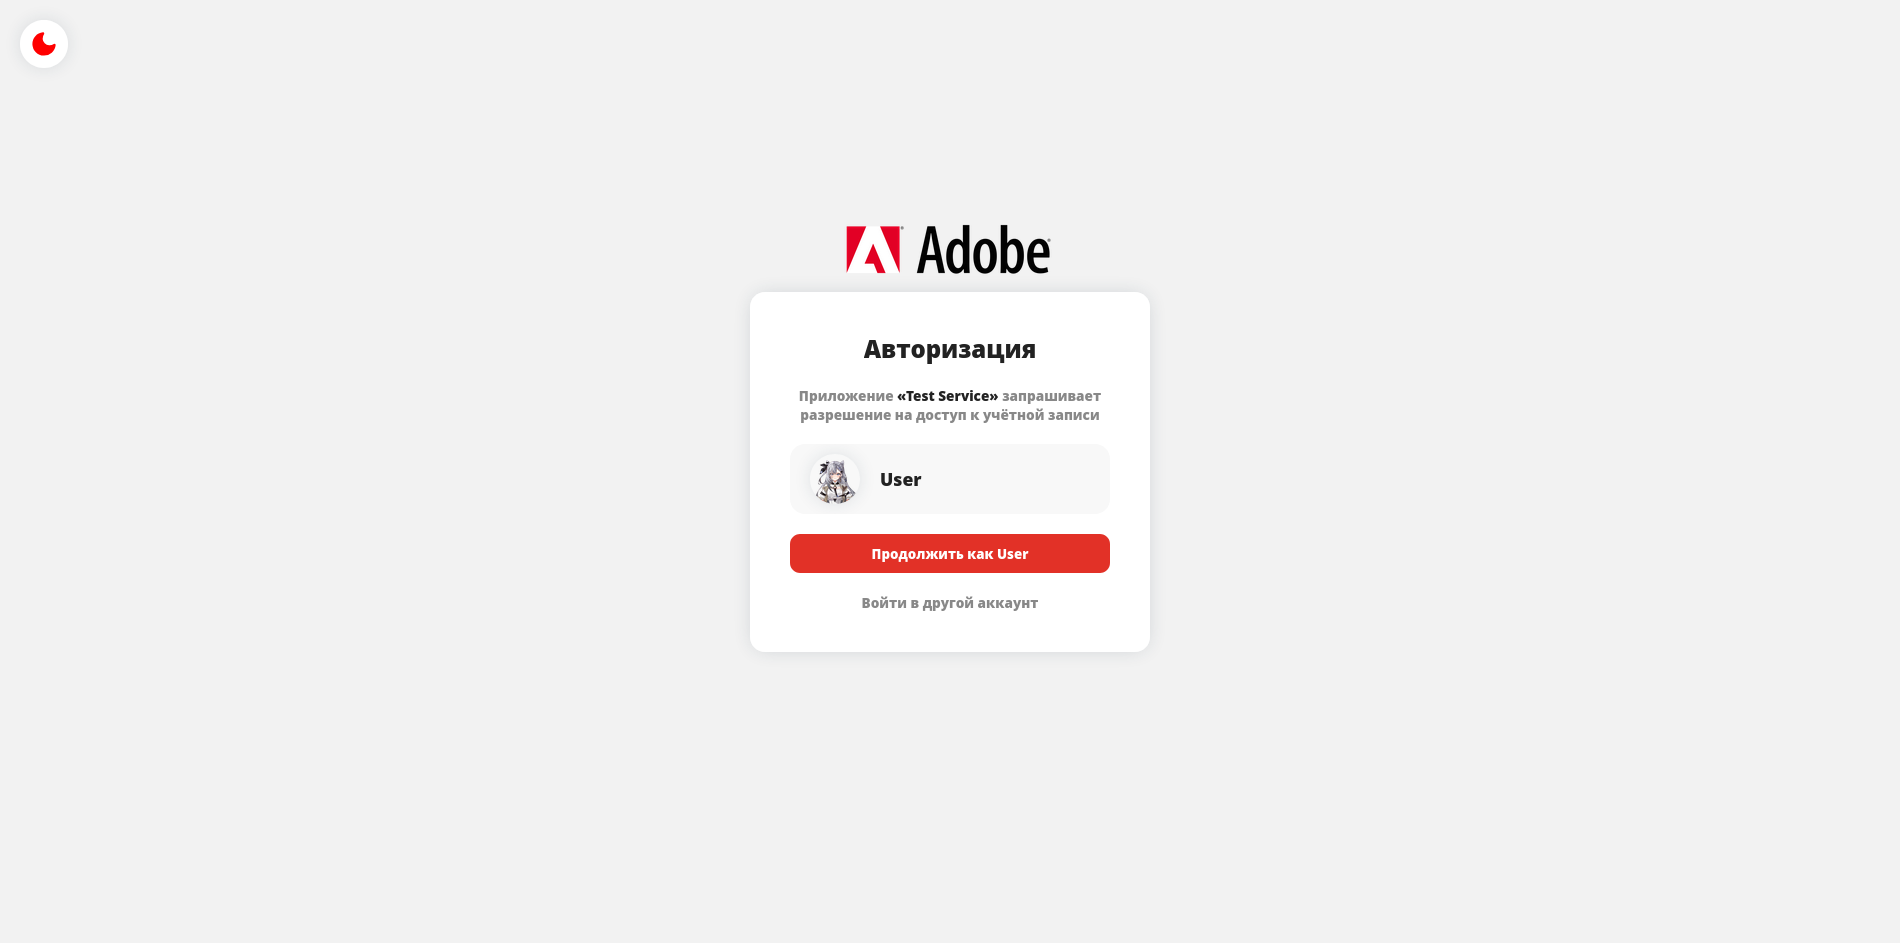 Adobe
Авторизация
Приложение «Test Service» запрашивает
разрешение на доступ к учётной записи
User
Продолжить как User
Войти в другой аккаунт